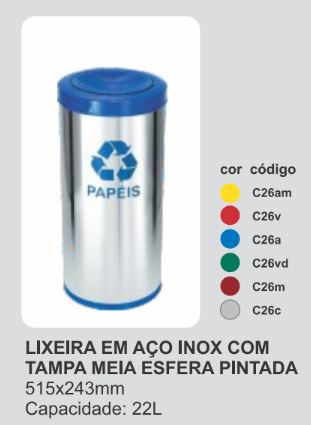 PAPÉIS
cor código
C26am
C26v
C26a
C26vd
C26m
C26c
LIXEIRA EM AÇO INOX COM
TAMPA MEIA ESFERA PINTADA
515x243mm
Capacidade: 22L